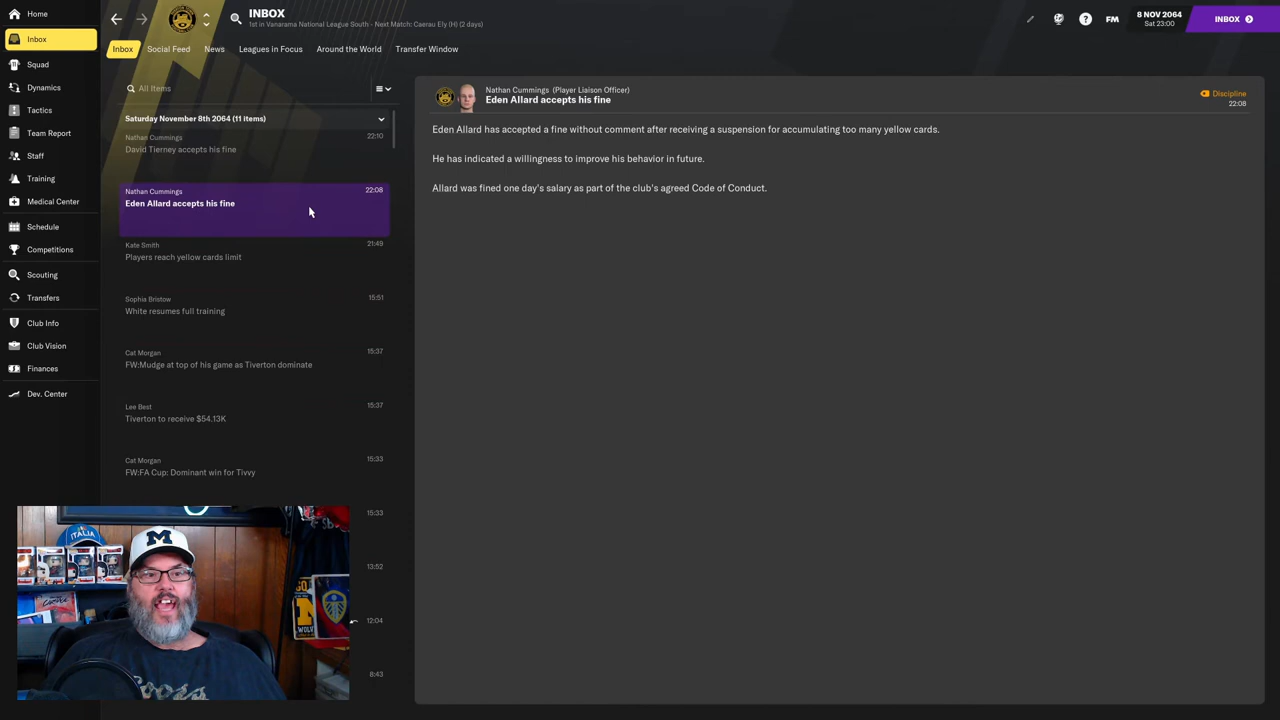 Home
INBOX
1st in Vanarama National League South - Next Match: Caerau Ely (H) (2 days)
FM
8 NOV 2064
Sat 23:00
INBOX
Inbox
Squad
Dynamics
Tactics
Team Report
Staff
Training
Medical Center
Schedule
Competitions
Scouting
Transfers
Club Info
Club Vision
Finances
Dev. Center
Inbox
Social Feed
News
Leagues in Focus
Around the World
Transfer Window
All Items
Saturday November 8th 2064 (11 items)
Nathan Cummings
22:10
David Tierney accepts his fine
Nathan Cummings
22:08
Eden Allard accepts his fine
Kate Smith
21:49
Players reach yellow cards limit
Sophia Bristow
15:51
White resumes full training
Cat Morgan
15:37
FW:Mudge at top of his game as Tiverton dominate
Lee Best
15:37
Tiverton to receive $54.13K
Cat Morgan
15:33
FW:FA Cup: Dominant win for Tivvy
15:33
13:52
12:04
8:43
Nathan Cummings (Player Liaison Officer)
Eden Allard accepts his fine
Discipline
22:08
Eden Allard has accepted a fine without comment after receiving a suspension for accumulating too many yellow cards.
He has indicated a willingness to improve his behavior in future.
Allard was fined one day's salary as part of the club's agreed Code of Conduct.
ITALIA
M